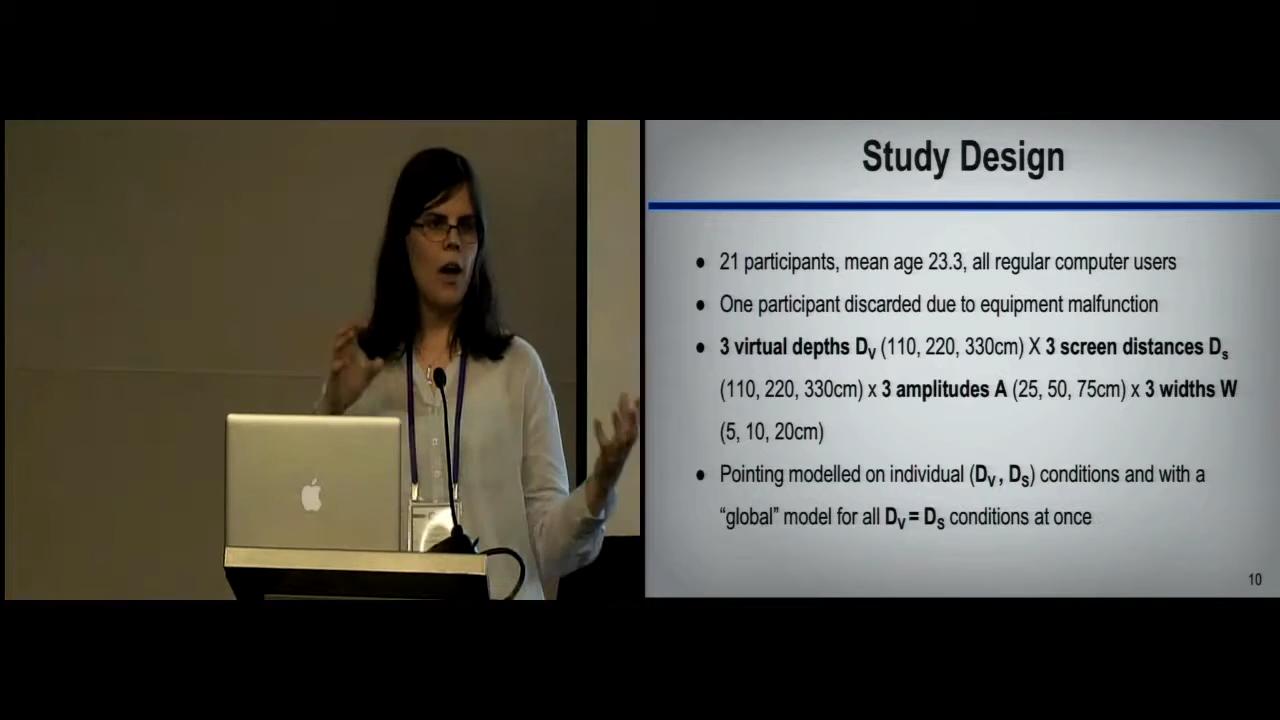 Study Design
● 21 participants, mean age 23.3, all regular computer users
● One participant discarded due to equipment malfunction
● 3 virtual depths Dv (110, 220, 330cm) X 3 screen distances Ds
(110, 220, 330cm) x 3 amplitudes A (25, 50, 75cm) x 3 widths W
(5, 10, 20cm)
● Pointing modelled on individual (Dv , Ds) conditions and with a
“global” model for all Dv = Ds conditions at once
10